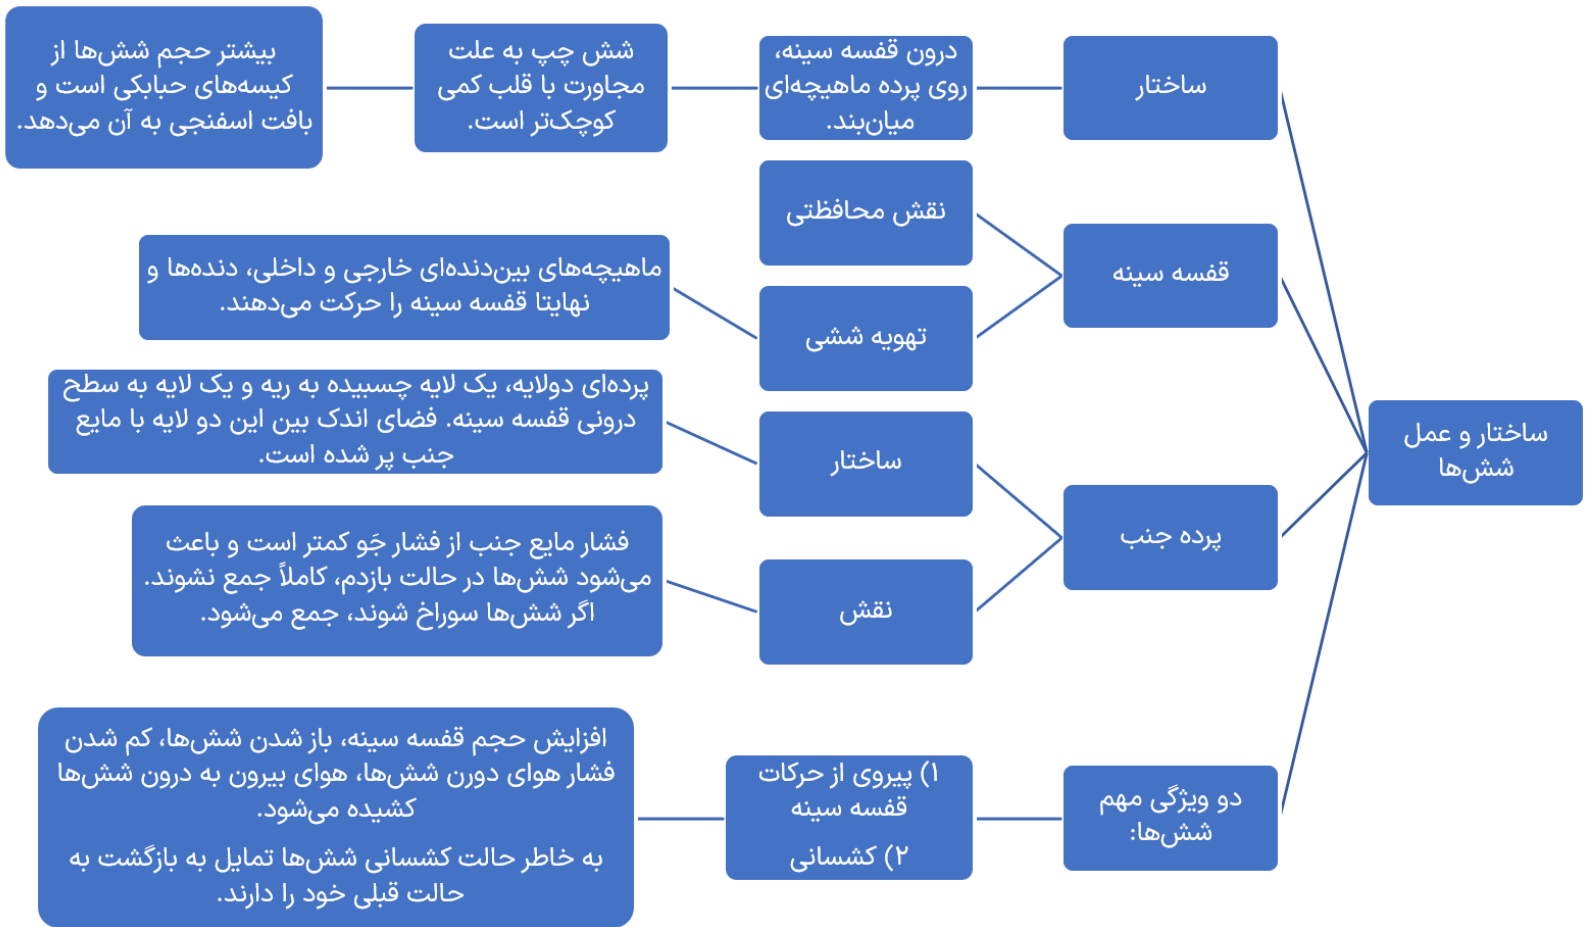 ساختار و عمل
شش‌ها
ساختار
درون قفسه سینه،
روی پرده ماهیچه‌ای
میان‌بند.
شش چپ به علت
مجاورت با قلب کمی
کوچک‌تر است.
بیشتر حجم شش‌ها از
کیسه‌های حبابکی است و
بافت اسفنجی به آن می‌دهد.
قفسه سینه
نقش محافظتی
تهویه ششی
ماهیچه‌های بین‌دنده‌ای خارجی و داخلی، دنده‌ها و
نهایتا قفسه سینه را حرکت می‌دهند.
پرده جنب
ساختار
پرده‌ای دولایه، یک لایه چسبیده به ریه و یک لایه به سطح
درونی قفسه سینه. فضای اندک بین این دو لایه با مایع
جنب پر شده است.
نقش
فشار مایع جنب از فشار جَو کمتر است و باعث
می‌شود شش‌ها در حالت بازدم، کاملاً جمع نشوند.
اگر شش‌ها سوراخ شوند، جمع می‌شود.
دو ویژگی مهم
شش‌ها:
۱) پیروی از حرکات
قفسه سینه
۲) کشسانی
افزایش حجم قفسه سینه، باز شدن شش‌ها، کم شدن
فشار هوای دورن شش‌ها، هوای بیرون به درون شش‌ها
کشیده می‌شود.
به خاطر حالت کشسانی شش‌ها تمایل به بازگشت به
حالت قبلی خود را دارند.